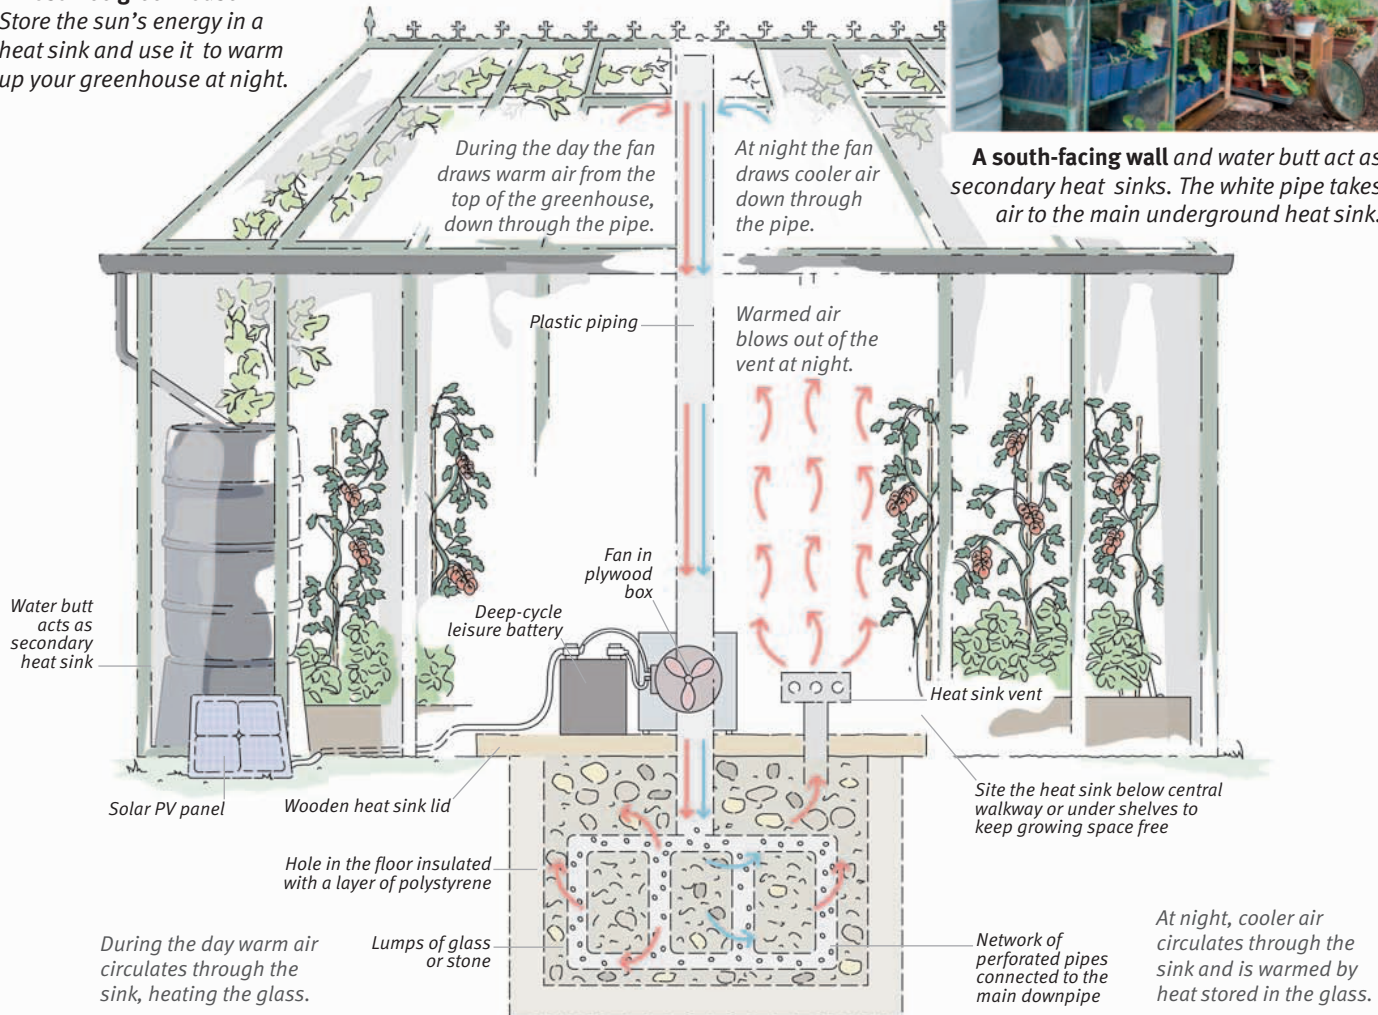 Store the sun's energy in a
heat sink and use it to warm
up your greenhouse at night.
During the day the fan
draws warm air from the
top of the greenhouse,
down through the pipe.
At night the fan
draws cooler air
down through
the pipe.
A south-facing wall and water butt act as
secondary heat sinks. The white pipe takes
air to the main underground heat sink.
Plastic piping
Warmed air
blows out of the
vent at night.
Fan in
plywood
box
Deep-cycle
leisure battery
Water butt
acts as
secondary
heat sink
Heat sink vent
Solar PV panel
Wooden heat sink lid
Site the heat sink below central
walkway or under shelves to
keep growing space free
Hole in the floor insulated
with a layer of polystyrene
Lumps of glass
or stone
Network of
perforated pipes
connected to the
main downpipe
During the day warm air
circulates through the
sink, heating the glass.
At night, cooler air
circulates through the
sink and is warmed by
heat stored in the glass.